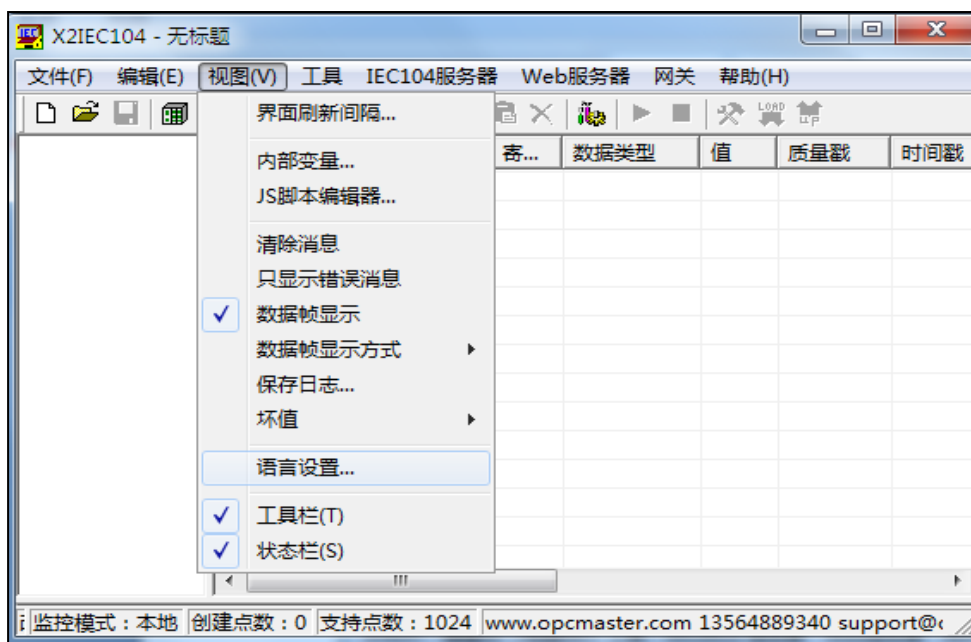 X2IEC104 - 无标题
文件(F) 编辑(E) 视图(V) 工具 IEC104服务器 Web服务器 网关 帮助(H)
LOAD
界面刷新间隔...
寄... 数据类型 值 质量戳 时间戳
内部变量...
JS脚本编辑器...
清除消息
只显示错误消息
数据帧显示
数据帧显示方式
保存日志...
坏值
语言设置...
工具栏(T)
状态栏(S)
监控模式：本地 创建点数：0 支持点数：1024 www.opcmaster.com 13564889340 support@